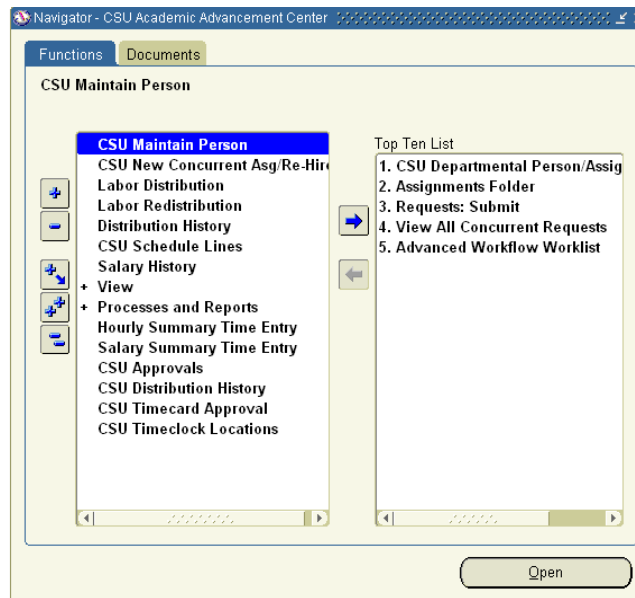 Navigator - CSU Academic Advancement Center
Functions
Documents
CSU Maintain Person
CSU Maintain Person
CSU New Concurrent Asg/Re-Hire
Labor Distribution
Labor Redistribution
Distribution History
CSU Schedule Lines
Salary History
+ View
+ Processes and Reports
Hourly Summary Time Entry
Salary Summary Time Entry
CSU Approvals
CSU Distribution History
CSU Timecard Approval
CSU Timeclock Locations
Top Ten List
1. CSU Departmental Person/Assig
2. Assignments Folder
3. Requests: Submit
4. View All Concurrent Requests
5. Advanced Workflow Worklist
Open